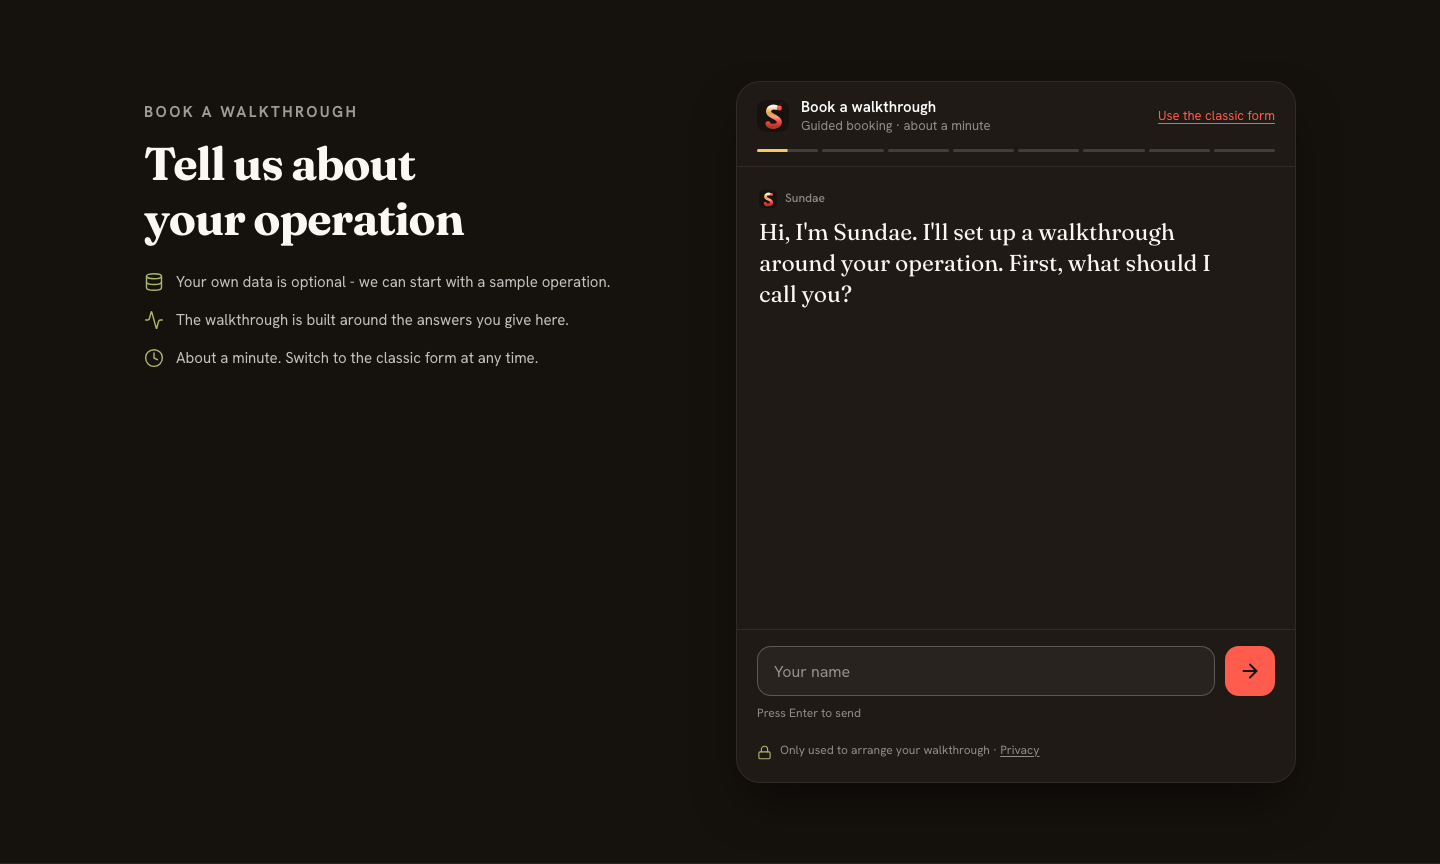 BOOK A WALKTHROUGH
Tell us about
your operation
Your own data is optional - we can start with a sample operation.
The walkthrough is built around the answers you give here.
About a minute. Switch to the classic form at any time.
Book a walkthrough
Guided booking · about a minute
Use the classic form
Sundae
Hi, I'm Sundae. I'll set up a walkthrough
around your operation. First, what should I
call you?
Your name
Press Enter to send
Only used to arrange your walkthrough · Privacy